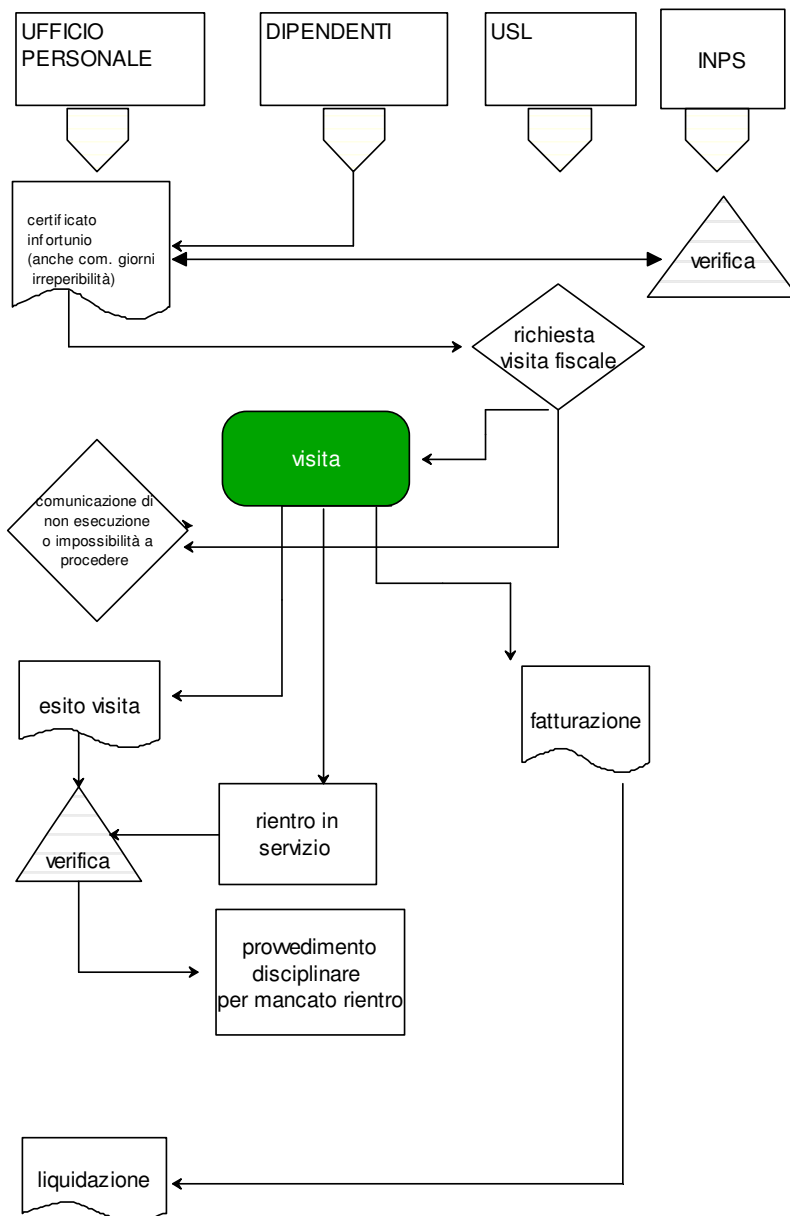 UFFICIO
PERSONALE
DIPENDENTI
USL
INPS
certificato
infortunio
(anche com. giorni
irreperibilità)
verifica
richiesta
visita fiscale
visita
comunicazione di
non esecuzione
o impossibilità a
procedere
esito visita
fatturazione
rientro in
servizio
verifica
provvedimento
disciplinare
per mancato rientro
liquidazione